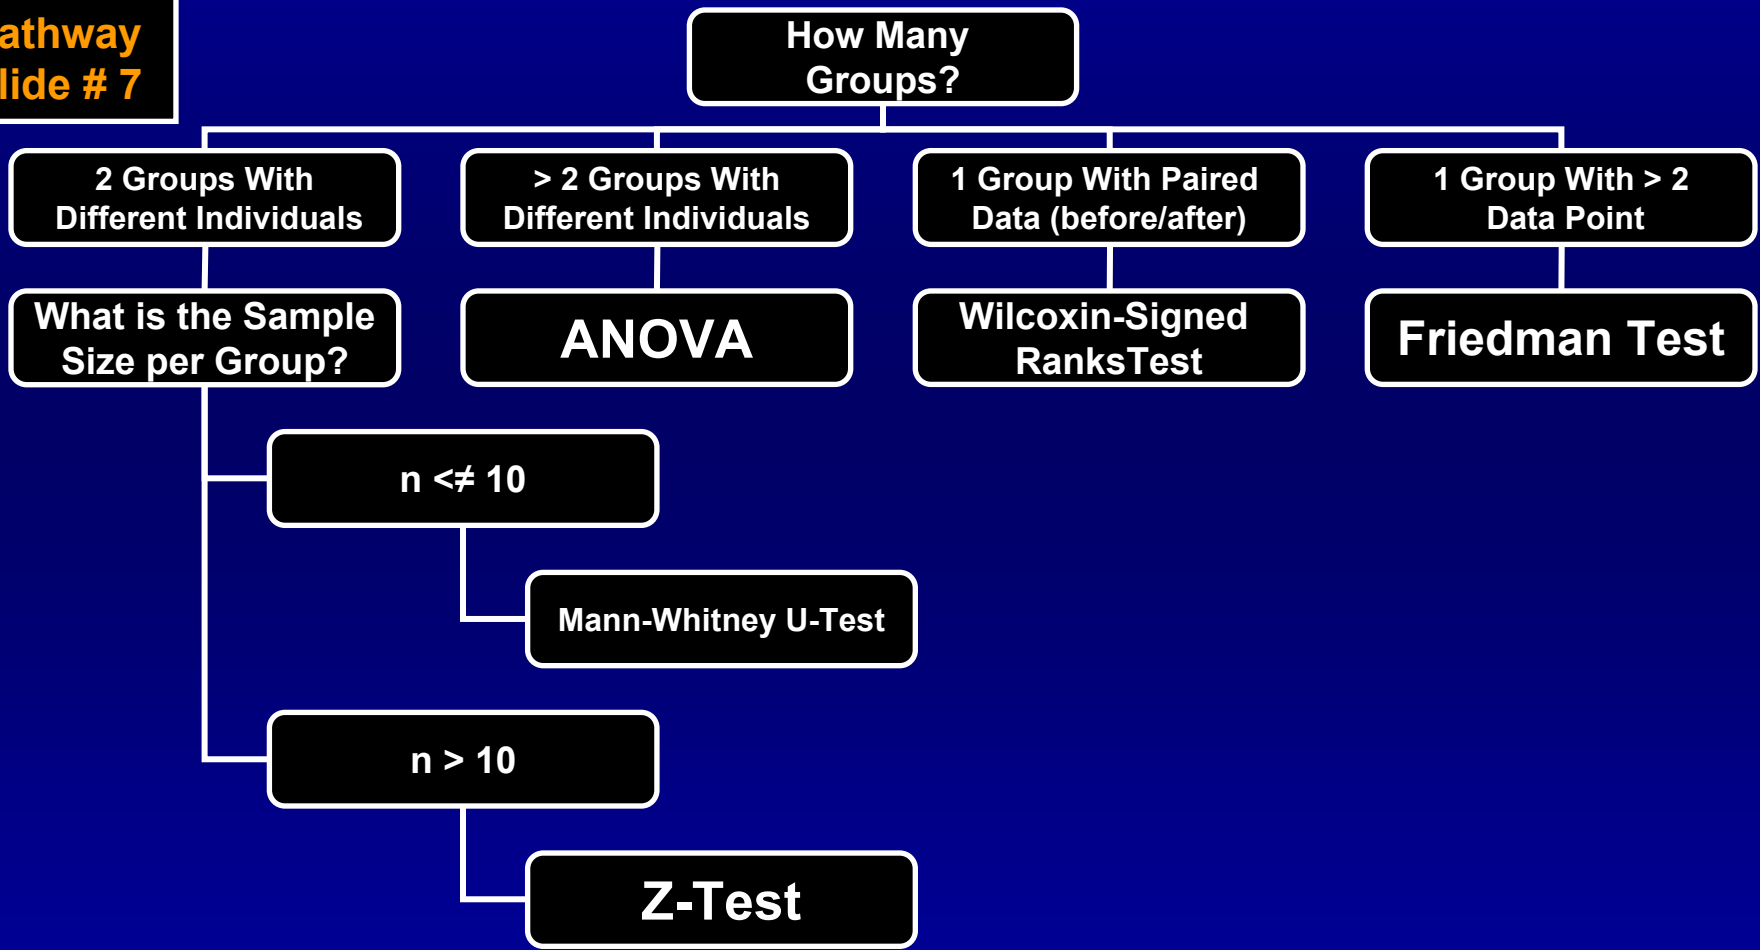 athway
lide # 7
How Many
Groups?
2 Groups With
Different Individuals
> 2 Groups With
Different Individuals
1 Group With Paired
Data (before/after)
1 Group With > 2
Data Point
What is the Sample
Size per Group?
ANOVA
Wilcoxin-Signed
RanksTest
Friedman Test
n <≠ 10
Mann-Whitney U-Test
n > 10
Z-Test